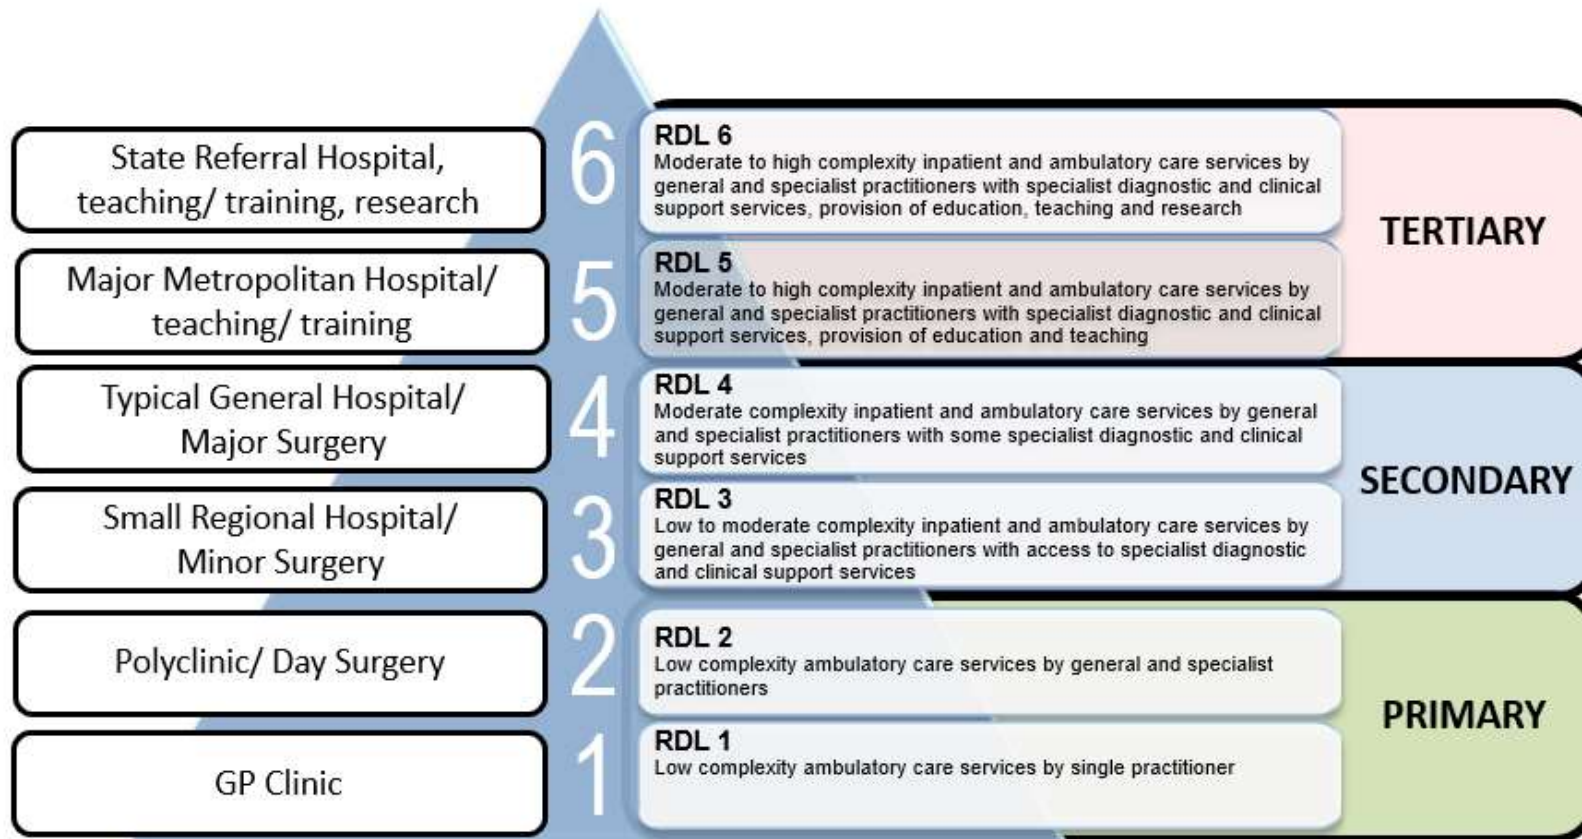 State Referral Hospital,
teaching/ training, research
6
RDL 6
Moderate to high complexity inpatient and ambulatory care services by
general and specialist practitioners with specialist diagnostic and clinical
support services, provision of education, teaching and research
TERTIARY
Major Metropolitan Hospital/
teaching/ training
5
RDL 5
Moderate to high complexity inpatient and ambulatory care services by
general and specialist practitioners with specialist diagnostic and clinical
support services, provision of education and teaching
Typical General Hospital/
Major Surgery
4
RDL 4
Moderate complexity inpatient and ambulatory care services by general
and specialist practitioners with some specialist diagnostic and clinical
support services
SECONDARY
Small Regional Hospital/
Minor Surgery
3
RDL 3
Low to moderate complexity inpatient and ambulatory care services by
general and specialist practitioners with access to specialist diagnostic
and clinical support services
Polyclinic/ Day Surgery
2
RDL 2
Low complexity ambulatory care services by general and specialist
practitioners
PRIMARY
GP Clinic
1
RDL 1
Low complexity ambulatory care services by single practitioner